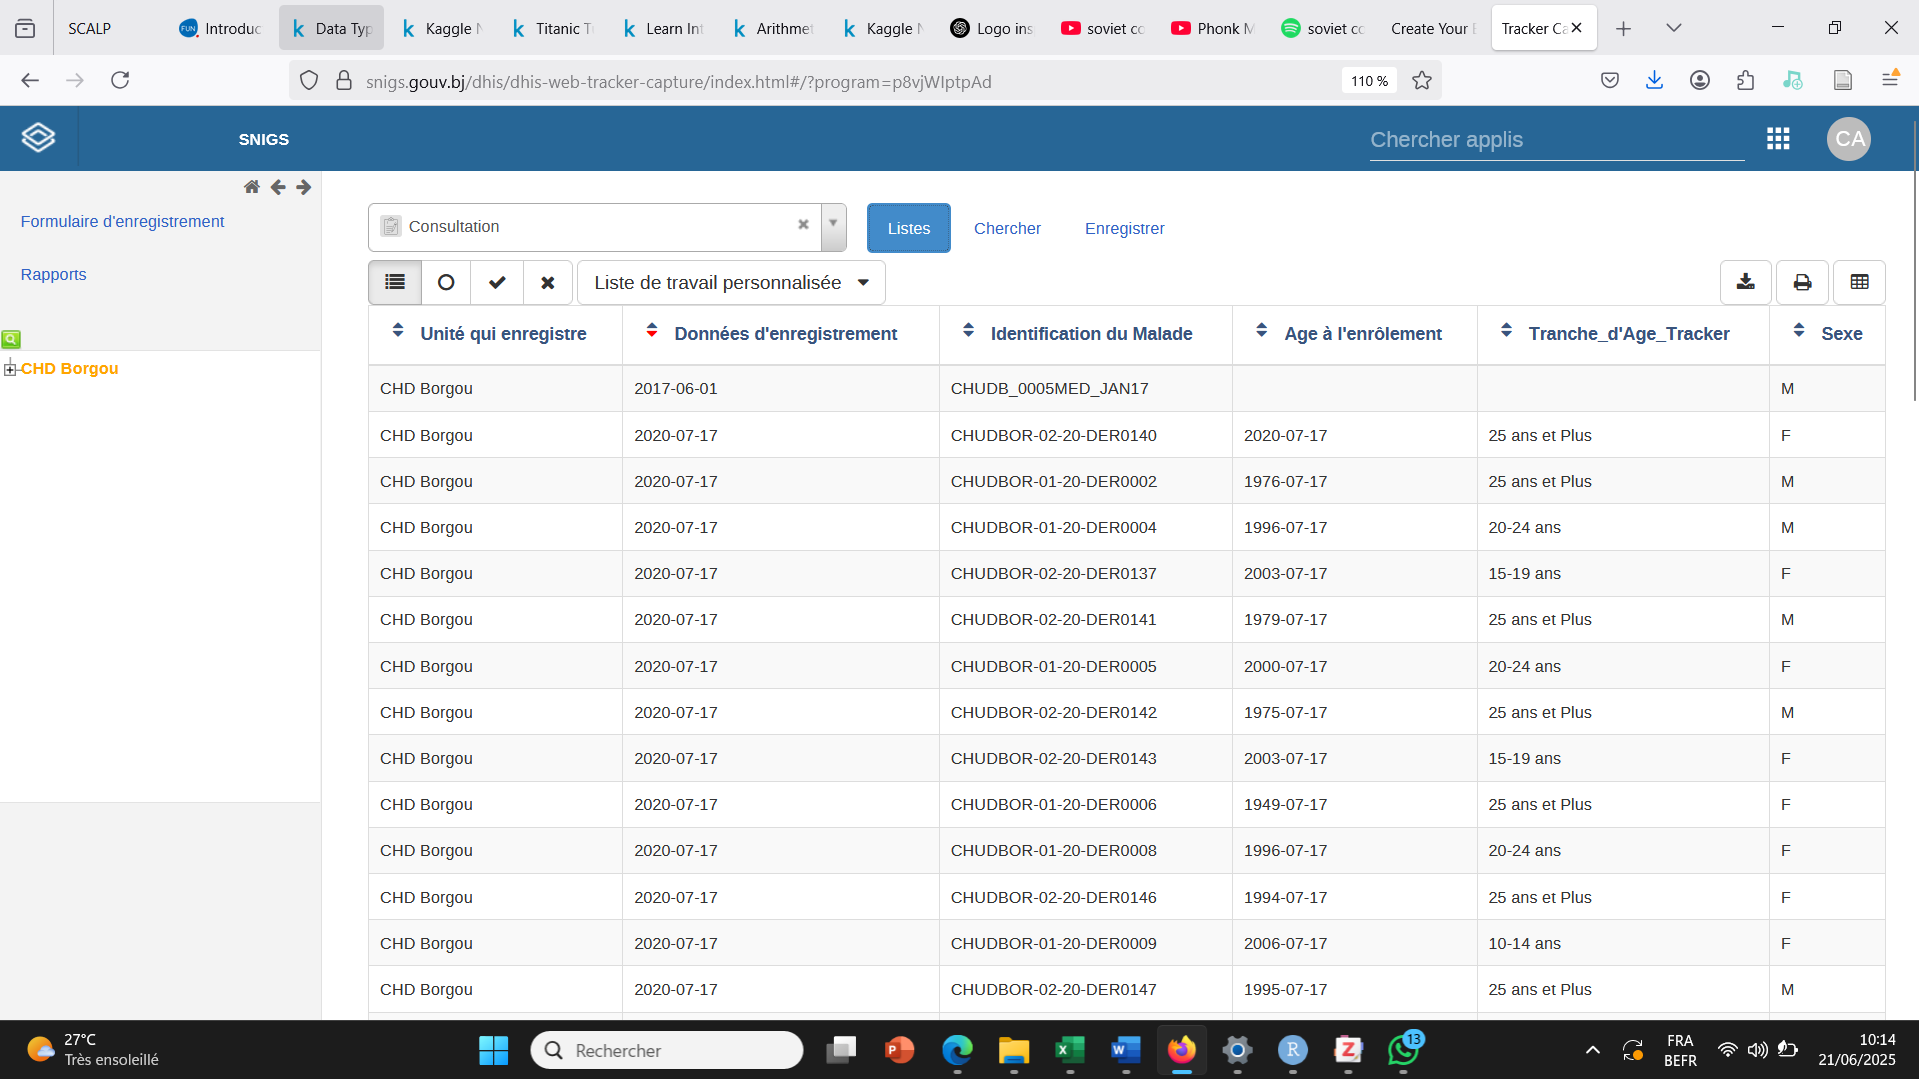 SCALP
Introduc
Data Typ
Kaggle N
Titanic T
Learn Int
Arithmet
Kaggle N
Logo ins
soviet co
Phonk M
soviet co
Create Your E
Tracker Ca
snigs.gouv.bj/dhis/dhis-web-tracker-capture/index.html#/?program=p8vjWIptpAd
110 %
SNIGS
Chercher applis
CA
Formulaire d'enregistrement
Rapports
CHD Borgou
Consultation
Listes
Chercher
Enregistrer
Liste de travail personnalisée
Unité qui enregistre Données d'enregistrement Identification du Malade Age à l'enrôlement Tranche_d'Age_Tracker Sexe
CHD Borgou 2017-06-01 CHUDB_0005MED_JAN17 M
CHD Borgou 2020-07-17 CHUDBOR-02-20-DER0140 2020-07-17 25 ans et Plus F
CHD Borgou 2020-07-17 CHUDBOR-01-20-DER0002 1976-07-17 25 ans et Plus M
CHD Borgou 2020-07-17 CHUDBOR-01-20-DER0004 1996-07-17 20-24 ans M
CHD Borgou 2020-07-17 CHUDBOR-02-20-DER0137 2003-07-17 15-19 ans F
CHD Borgou 2020-07-17 CHUDBOR-02-20-DER0141 1979-07-17 25 ans et Plus M
CHD Borgou 2020-07-17 CHUDBOR-01-20-DER0005 2000-07-17 20-24 ans F
CHD Borgou 2020-07-17 CHUDBOR-02-20-DER0142 1975-07-17 25 ans et Plus M
CHD Borgou 2020-07-17 CHUDBOR-02-20-DER0143 2003-07-17 15-19 ans F
CHD Borgou 2020-07-17 CHUDBOR-01-20-DER0006 1949-07-17 25 ans et Plus F
CHD Borgou 2020-07-17 CHUDBOR-01-20-DER0008 1996-07-17 20-24 ans F
CHD Borgou 2020-07-17 CHUDBOR-02-20-DER0146 1994-07-17 25 ans et Plus F
CHD Borgou 2020-07-17 CHUDBOR-01-20-DER0009 2006-07-17 10-14 ans F
CHD Borgou 2020-07-17 CHUDBOR-02-20-DER0147 1995-07-17 25 ans et Plus M
27°C
Très ensoleillé
Rechercher
13
FRA
BEFR
10:14
21/06/2025